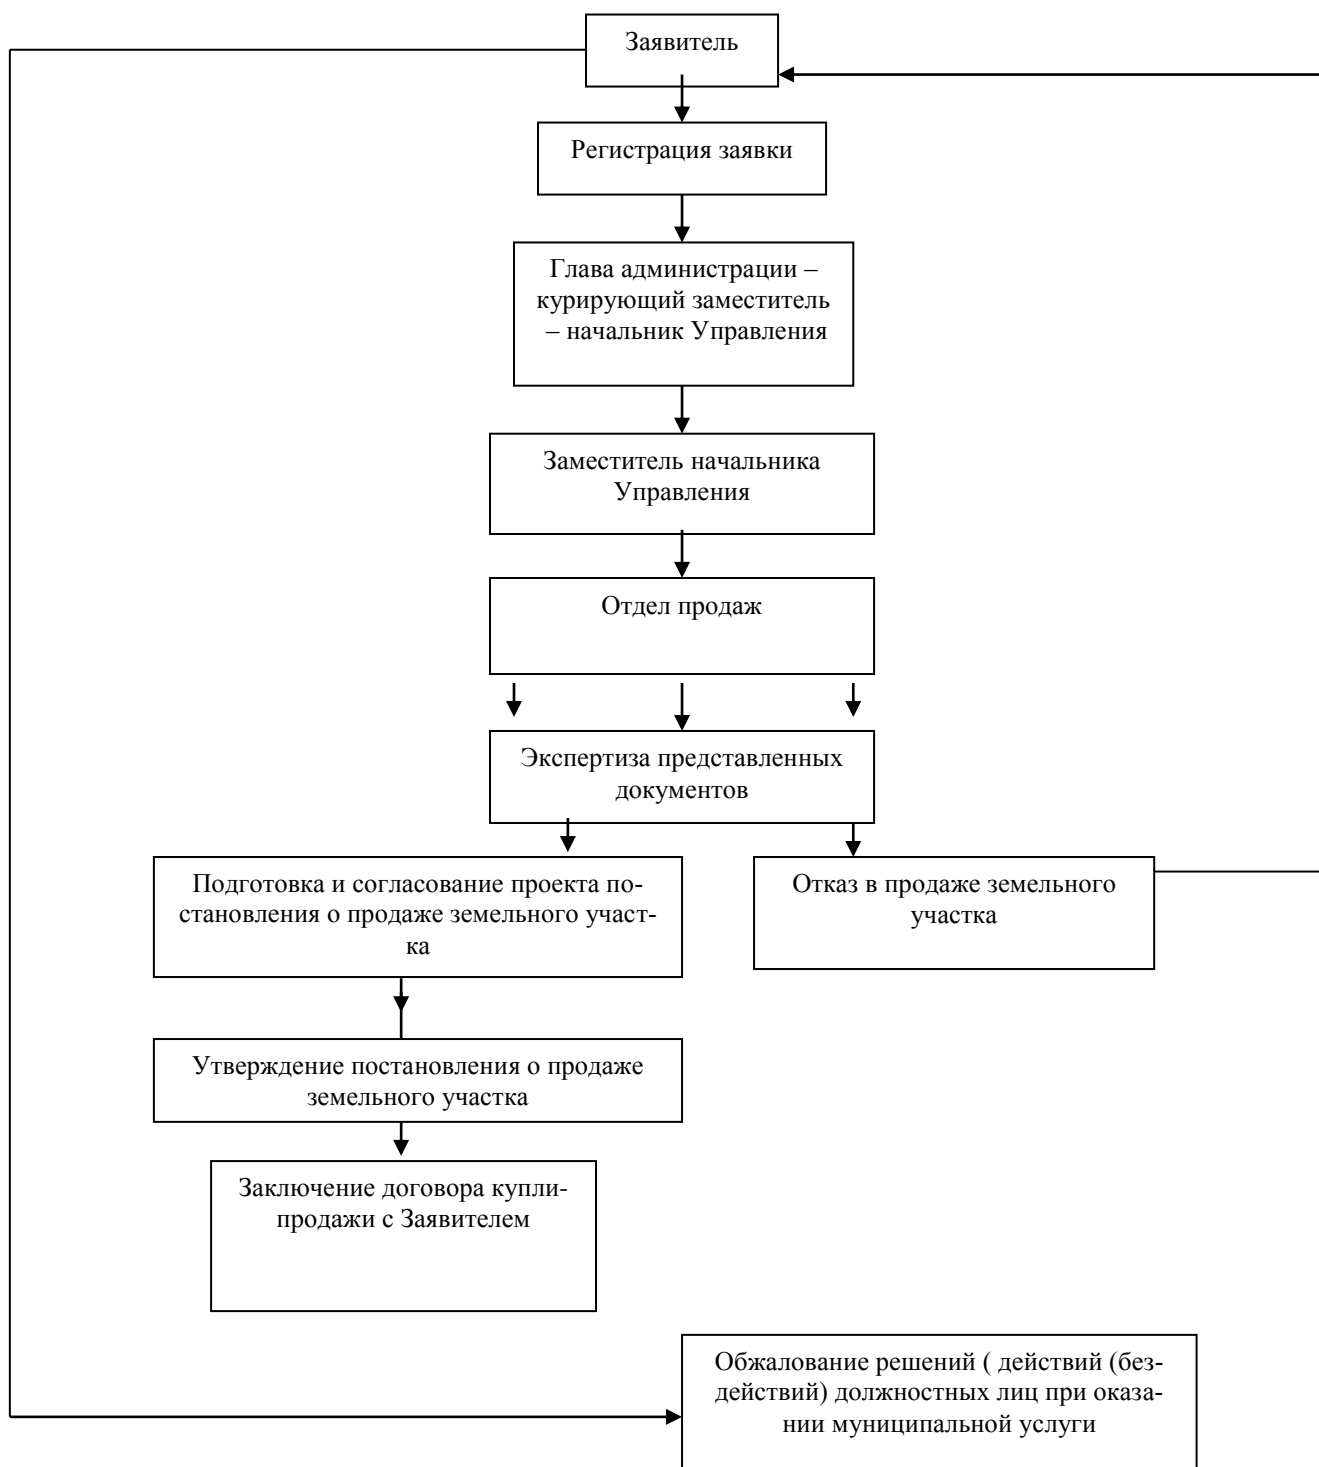 Заявитель
Регистрация заявки
Глава администрации –
курирующий заместитель
– начальник Управления
Заместитель начальника
Управления
Отдел продаж
Экспертиза представленных
документов
Подготовка и согласование проекта по-
становления о продаже земельного участ-
ка
Отказ в продаже земельного
участка
Утверждение постановления о продаже
земельного участка
Заключение договора купли-
продажи с Заявителем
Обжалование решений ( действий (без-
действий) должностных лиц при оказа-
нии муниципальной услуги